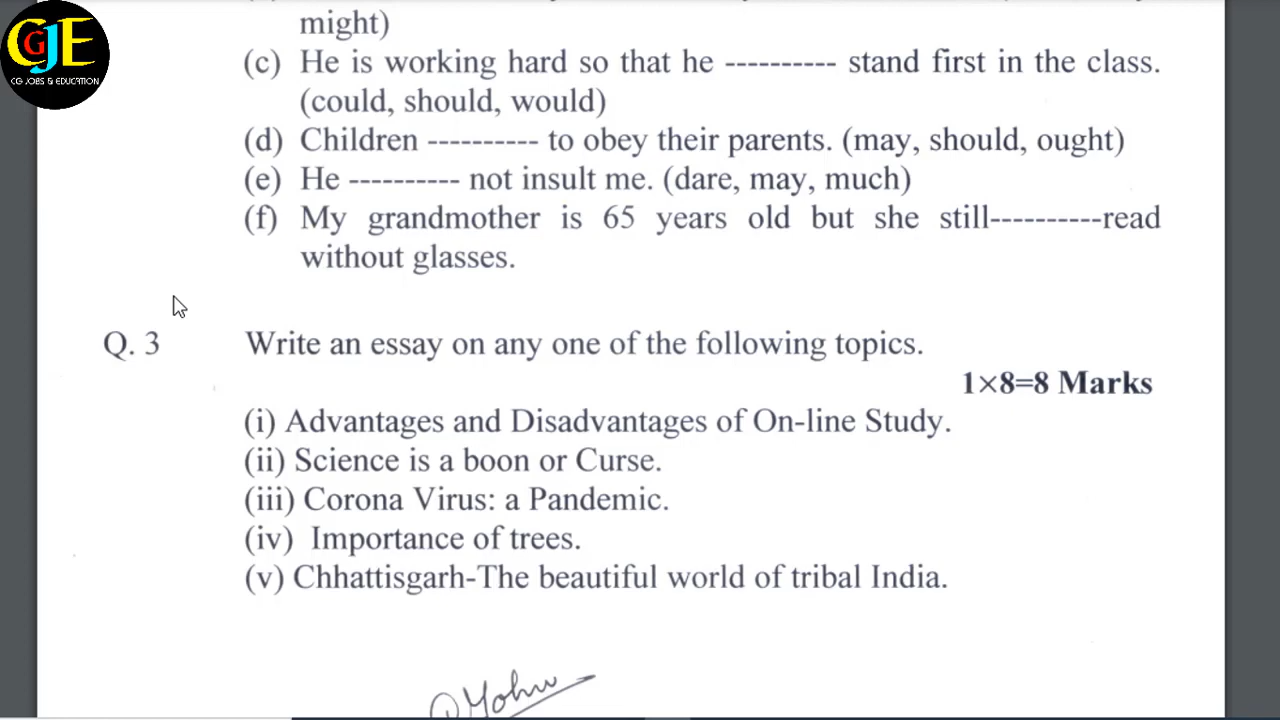 CGJE
CG JOBS & EDUCATION
might)
(c) He is working hard so that he ---------- stand first in the class.
(could, should, would)
(d) Children ---------- to obey their parents. (may, should, ought)
(e) He ---------- not insult me. (dare, may, much)
(f) My grandmother is 65 years old but she still----------read
without glasses.
Q. 3 Write an essay on any one of the following topics.
1×8=8 Marks
(i) Advantages and Disadvantages of On-line Study.
(ii) Science is a boon or Curse.
(iii) Corona Virus: a Pandemic.
(iv) Importance of trees.
(v) Chhattisgarh-The beautiful world of tribal India.